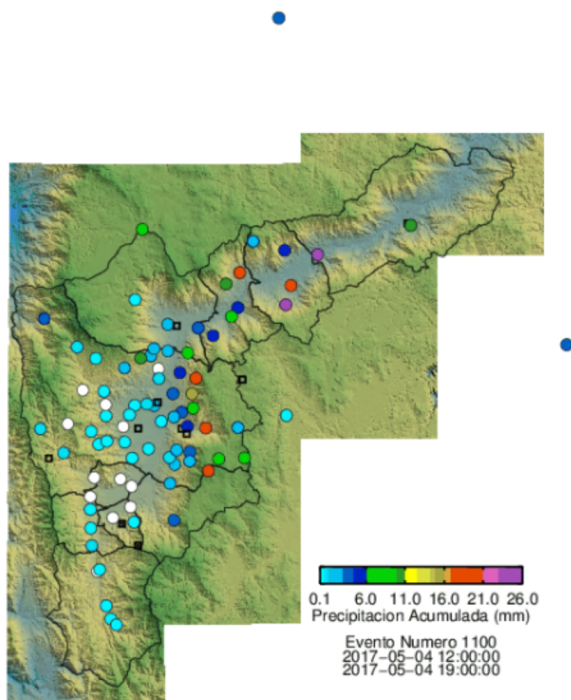 0.1 6.0 11.0 16.0 21.0 26.0
Precipitacion Acumulada (mm)
Evento Numero 1100
2017-05-04 12:00:00
2017-05-04 19:00:00